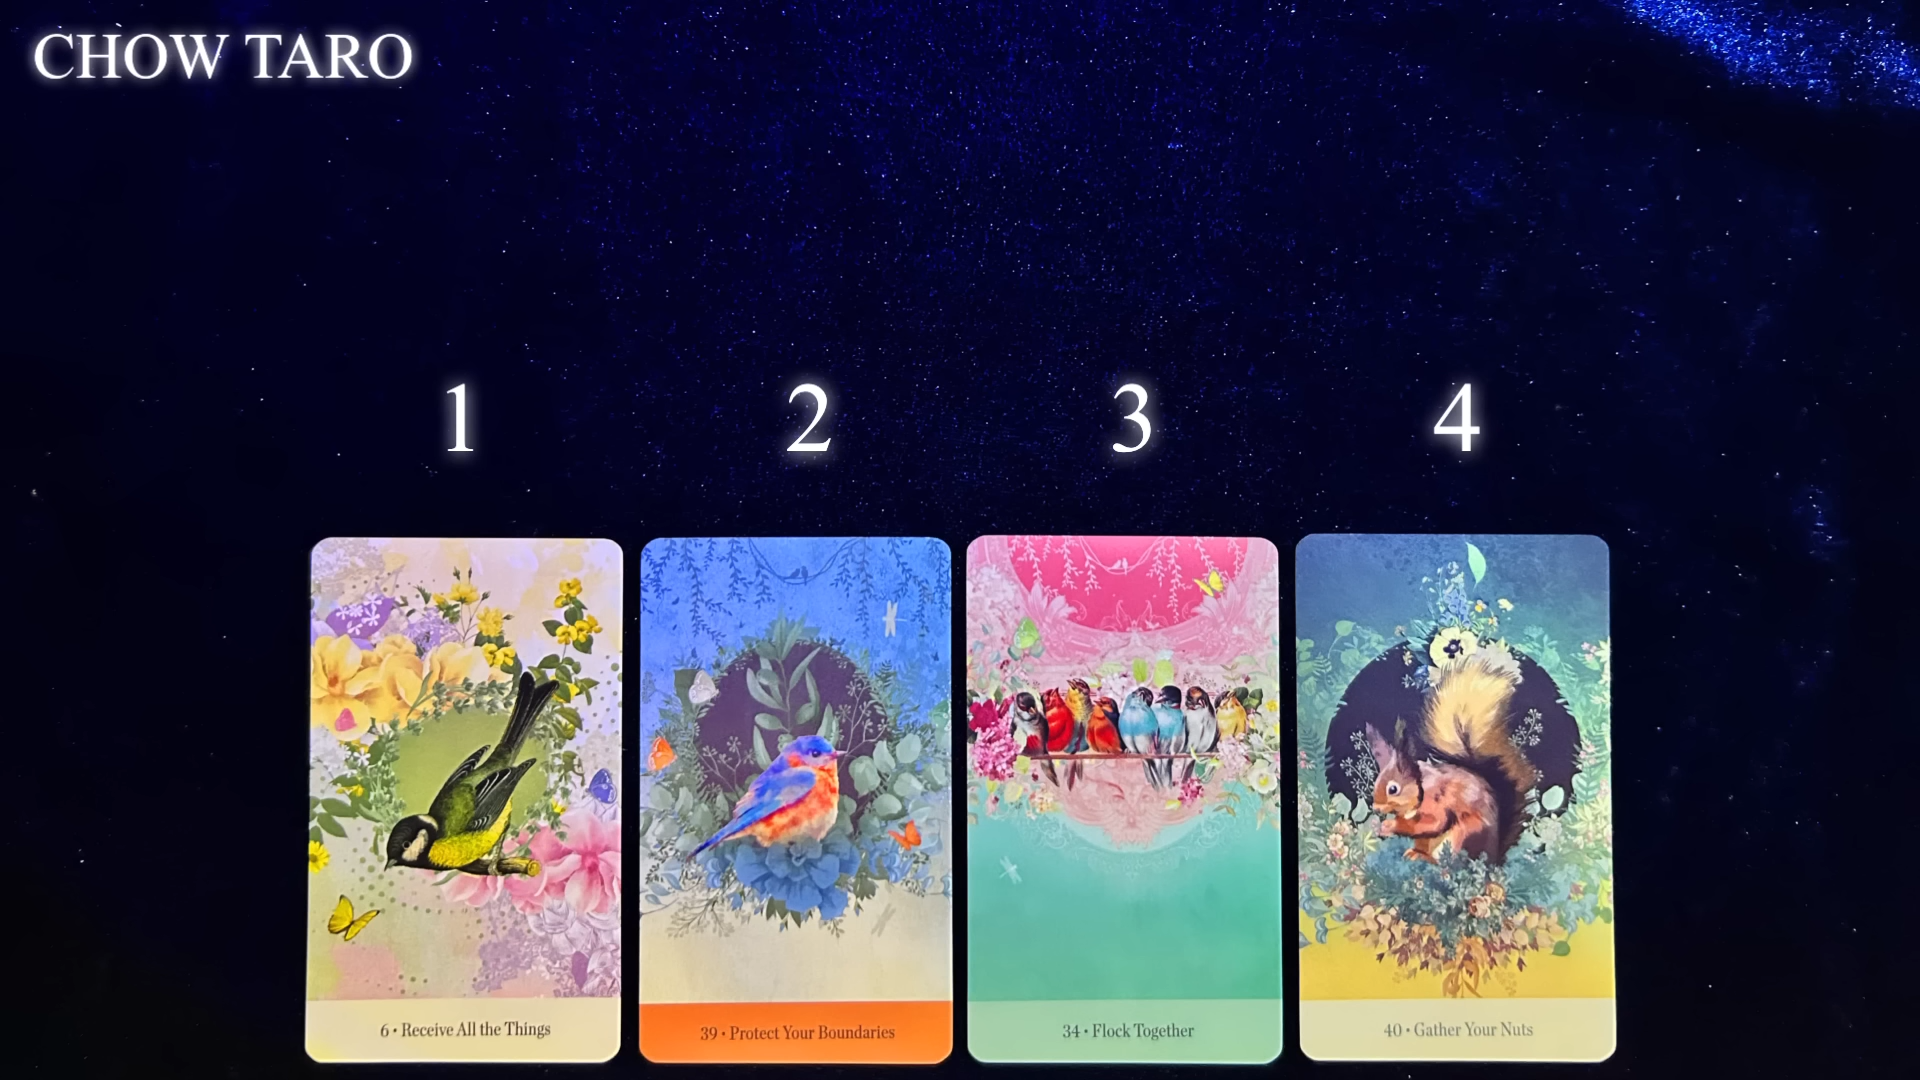 CHOW TARO
1
2
3
4
6 • Receive All the Things
39 • Protect Your Boundaries
34 • Flock Together
40 • Gather Your Nuts